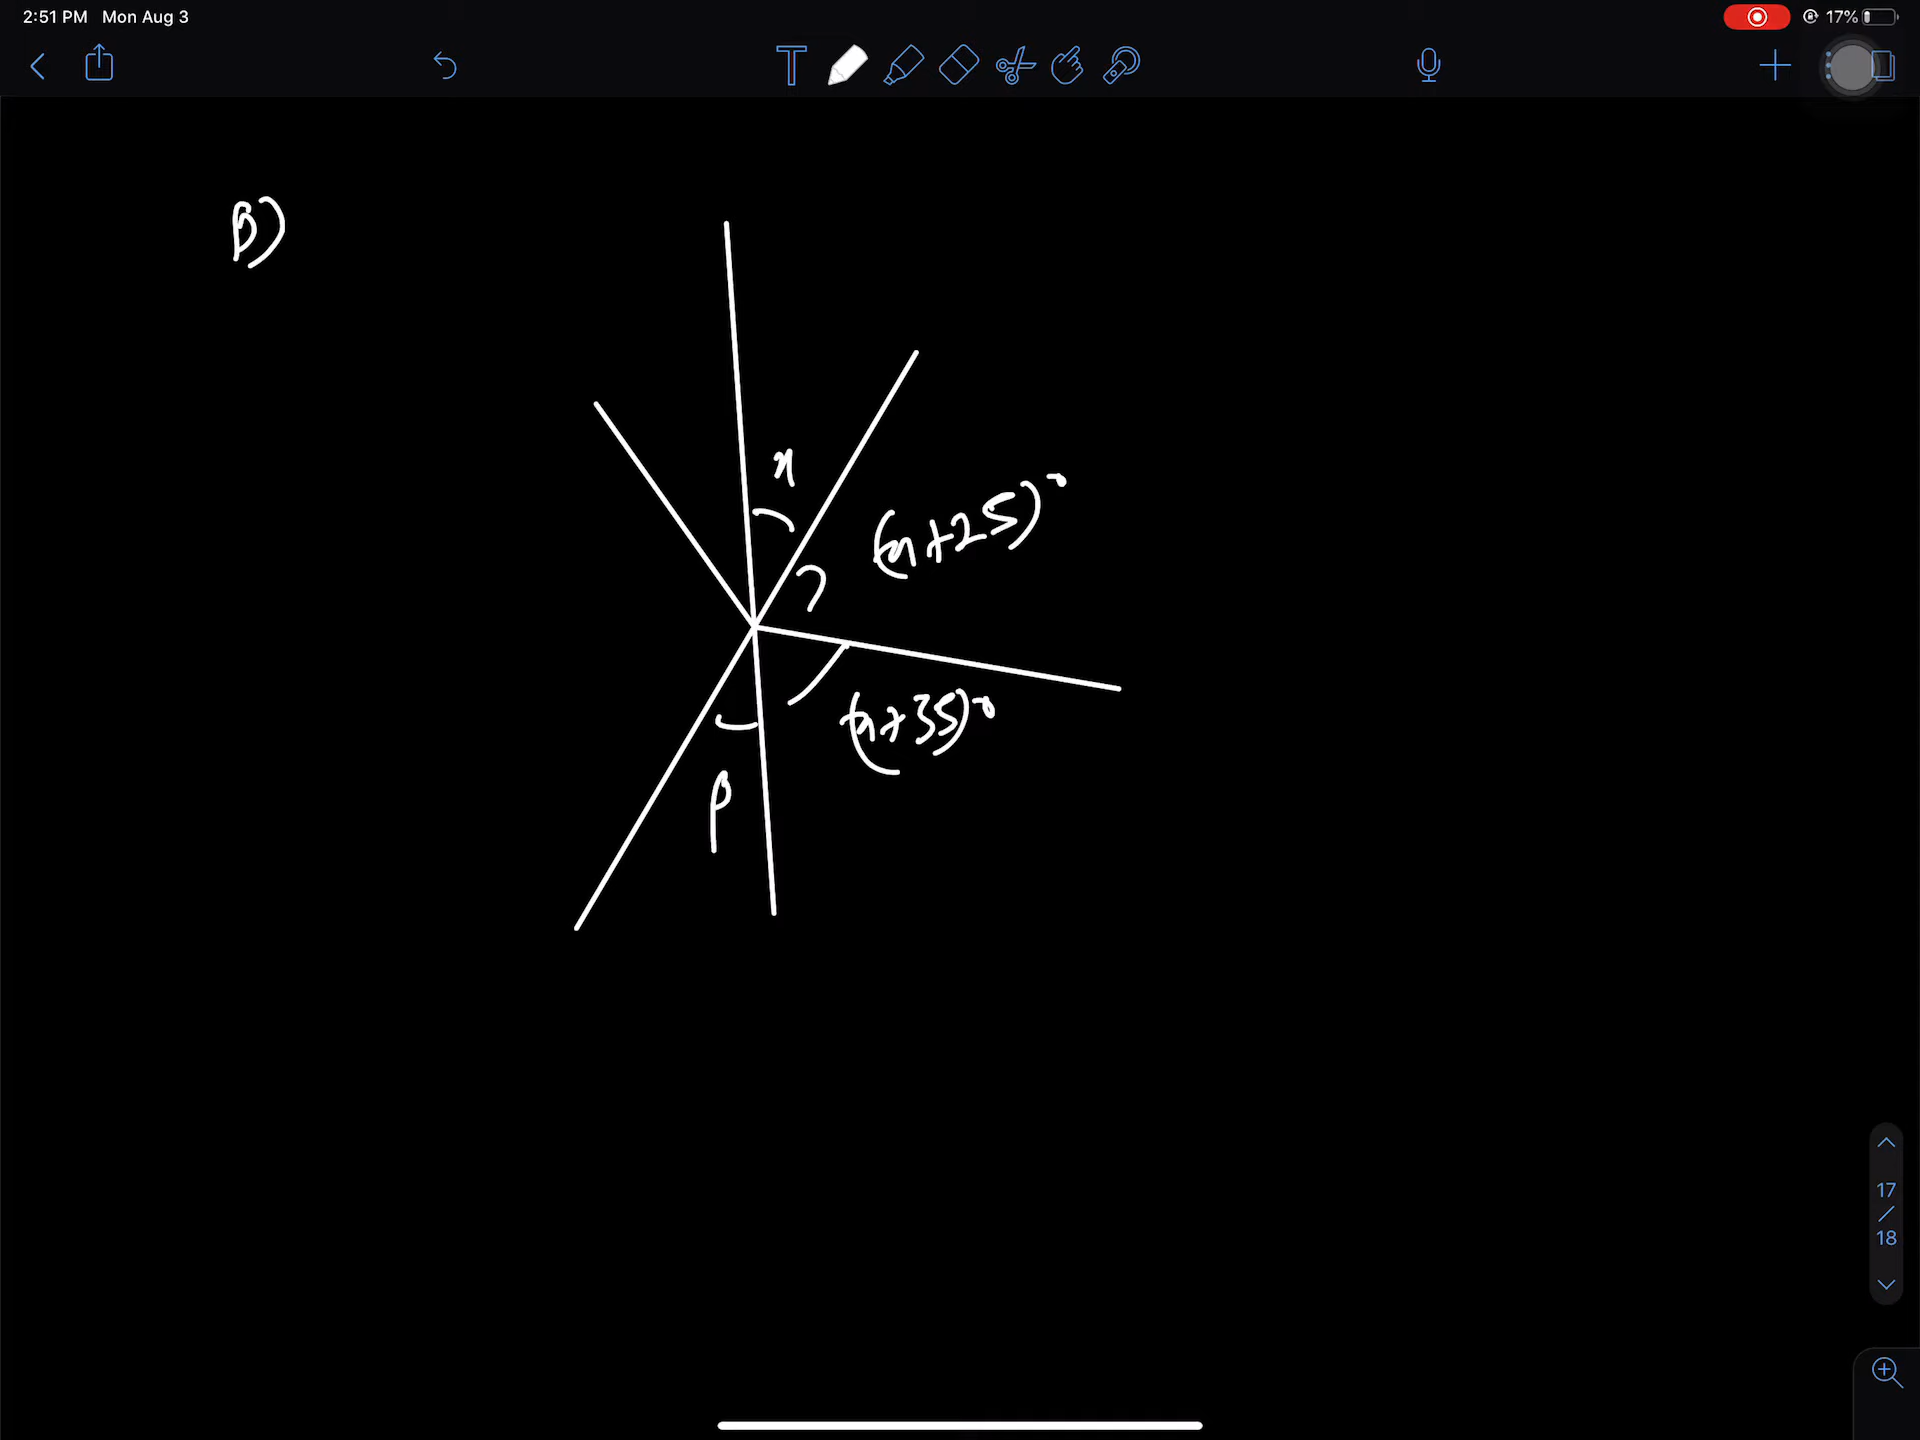 2:51 PM Mon Aug 3
17%
T
B)
x
(x+25)°
(x+35)°
β
17
/
18